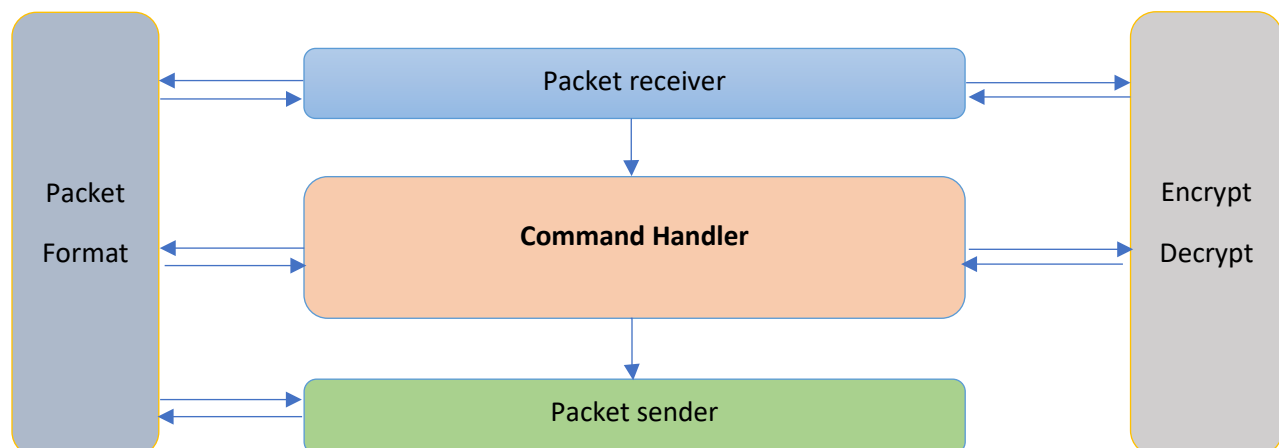 Packet receiver
Packet
Format
Command Handler
Encrypt
Decrypt
Packet sender